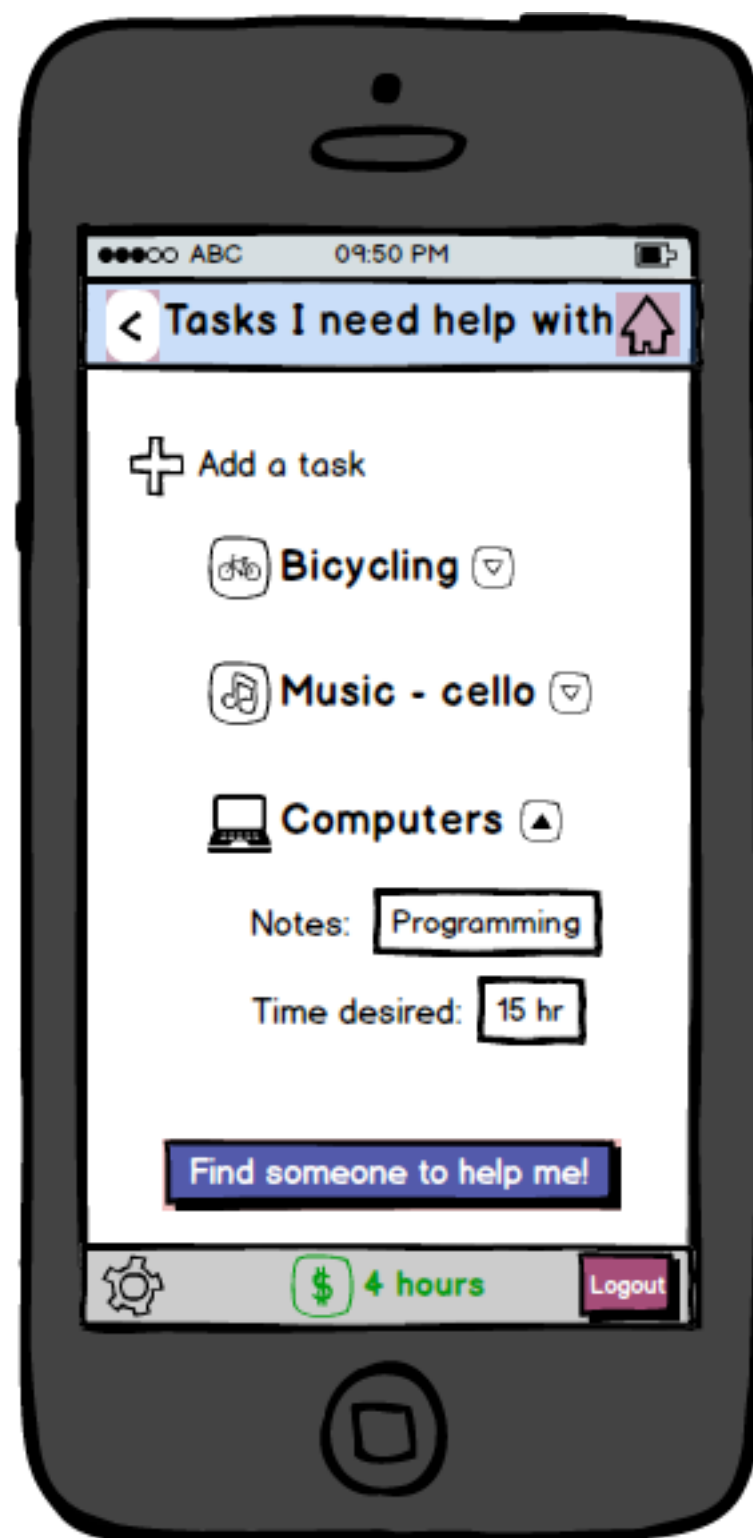 ABC 09:50 PM
< Tasks I need help with
Add a task
Bicycling
Music - cello
Computers
Notes: Programming
Time desired: 15 hr
Find someone to help me!
$ 4 hours Logout